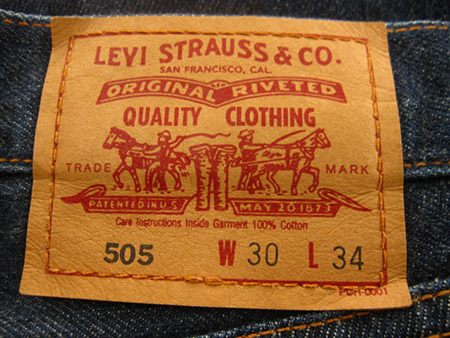 LEVI STRAUSS & CO.
SAN FRANCISCO, CAL.
ORIGINAL RIVETED
QUALITY CLOTHING
TRADE MARK
PATENTED IN U.S. MAY 20 1873
Care Instructions Inside Garment 100% Cotton
505 W 30 L 34